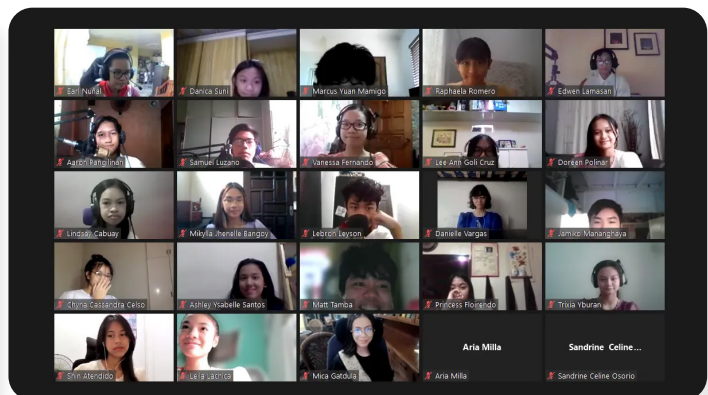 Earl Nuñal
Danica Suni
Marcus Yuan Mamigo
Raphaela Romero
Edwen Lamasan
Aaron Pangilinan
Samuel Luzano
Vanessa Fernando
Lee Ann Goli Cruz
Doreen Polinar
Lindsay Cabuay
Mikylla Jhenelle Bangoy
Lebron Leyson
Danielle Vargas
Jamiko Mananghaya
Chyna Cassandra Celso
Ashley Ysabelle Santos
Matt Tamba
Princess Floirendo
Trixia Yburan
Shin Atendido
Leila Lachica
Mica Gatdula
Aria Milla
Aria Milla
Sandrine Celine...
Sandrine Celine Osorio